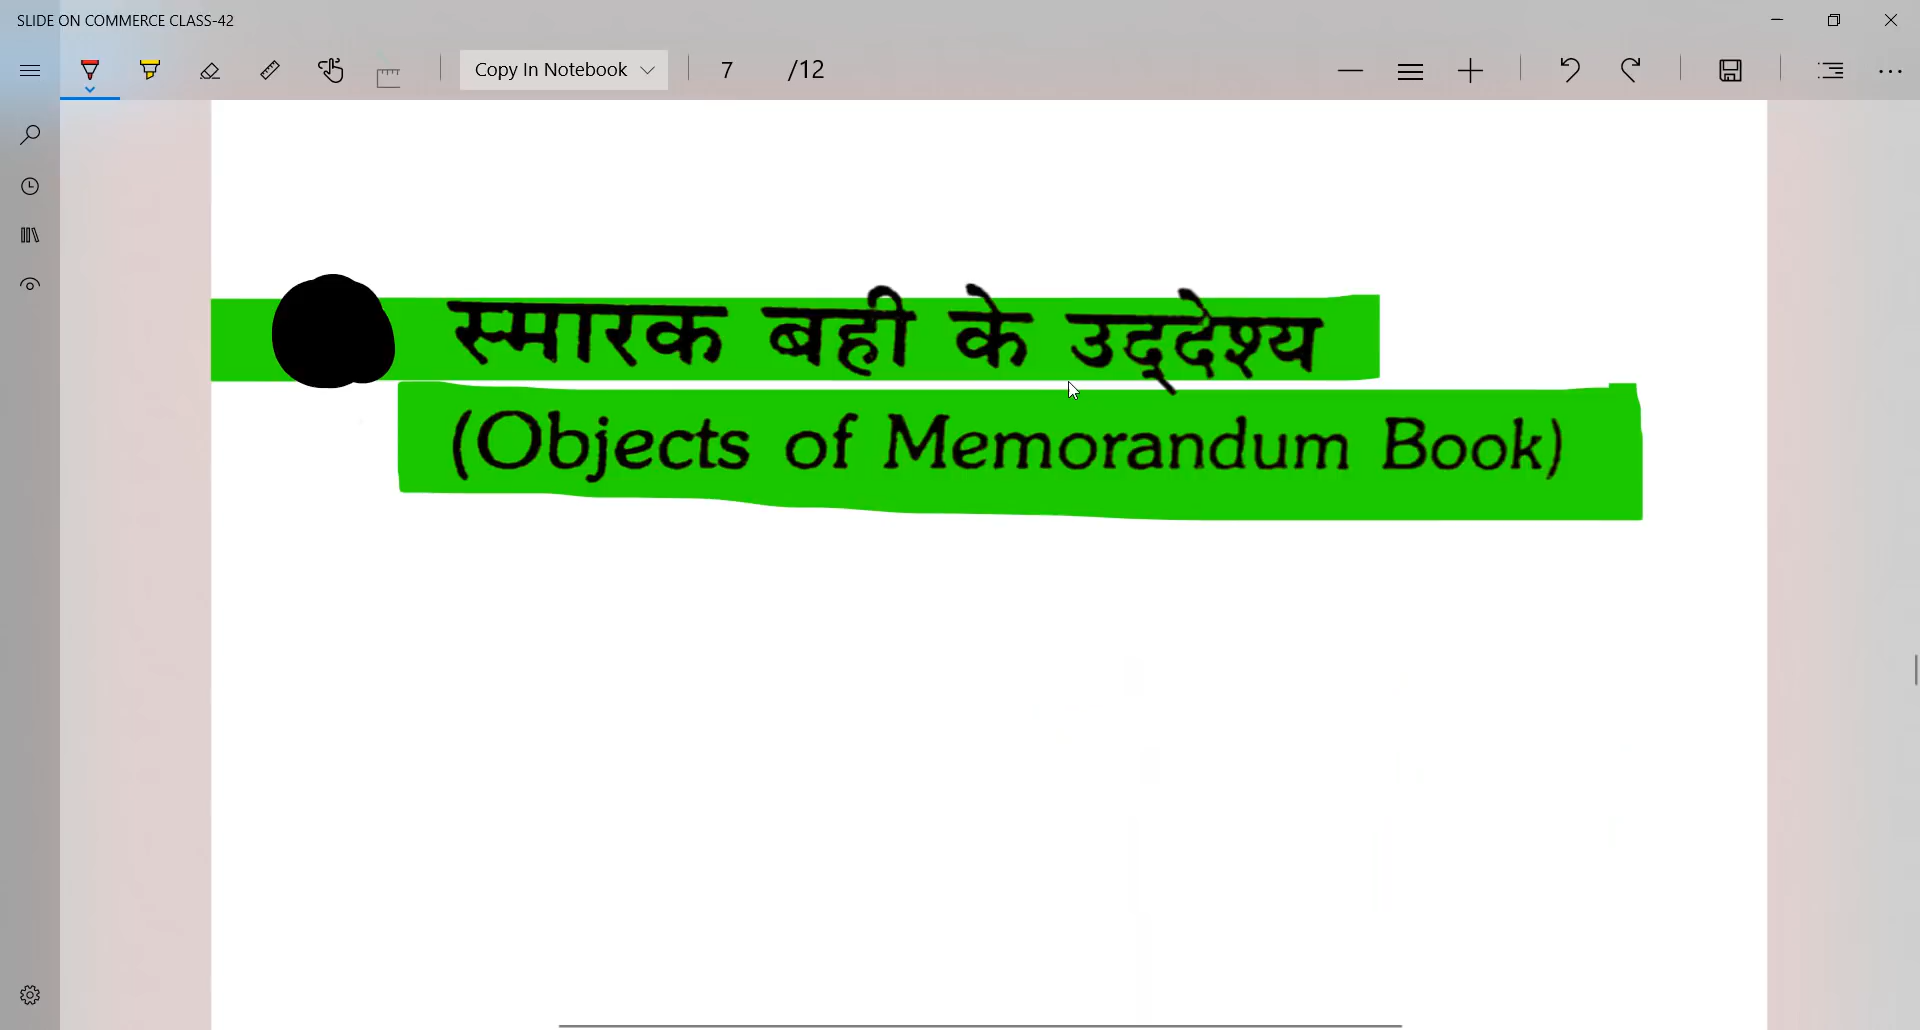 SLIDE ON COMMERCE CLASS-42
Copy In Notebook 7 /12
स्मारक बही के उद्देश्य
(Objects of Memorandum Book)